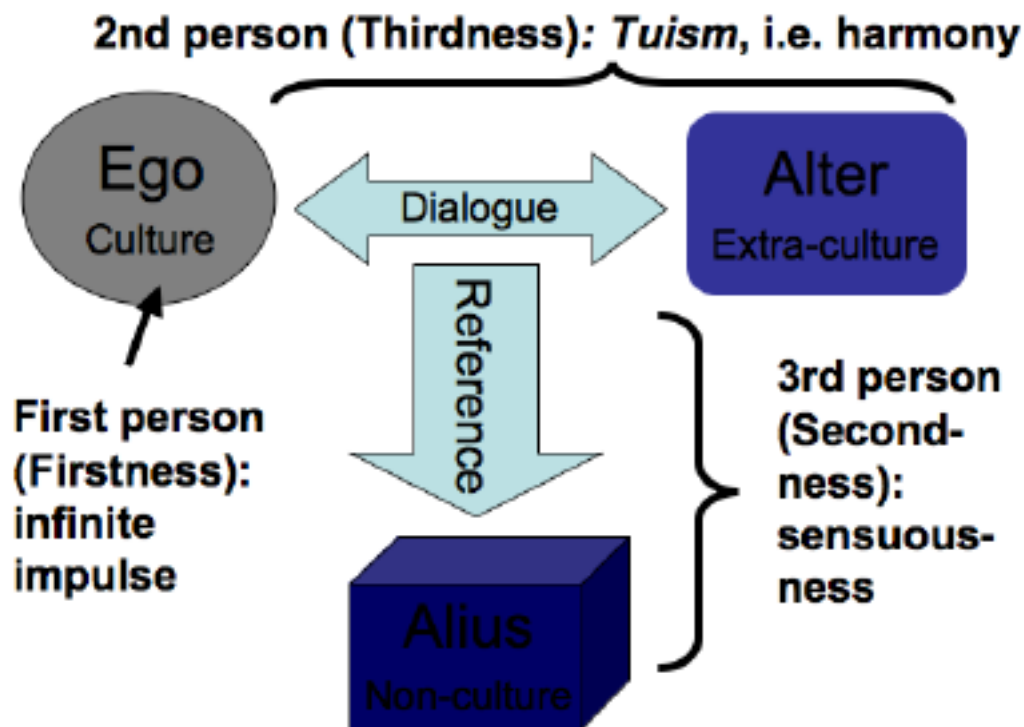 2nd person (Thirdness): Tuism, i.e. harmony
Ego
Culture
Dialogue
Alter
Extra-culture
Reference
First person
(Firstness):
infinite
impulse
3rd person
(Second-
ness):
sensuous-
ness
Alius
Non-culture